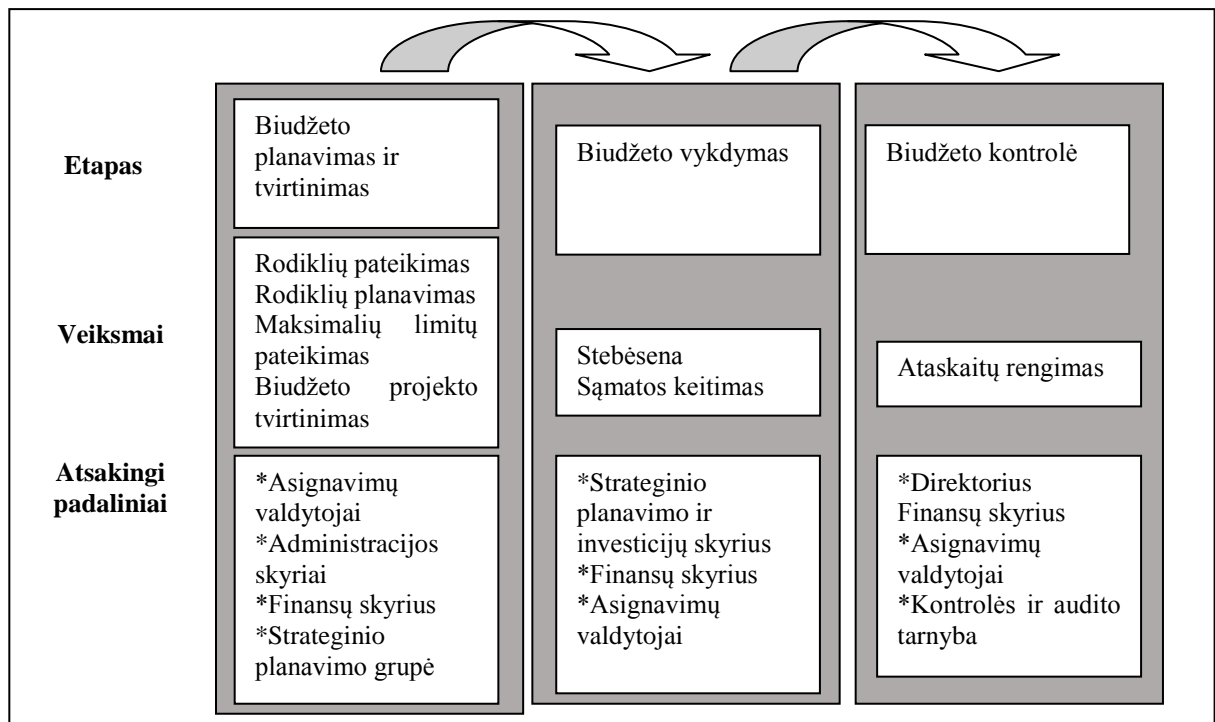 Etapas
Biudžeto
planavimas ir
tvirtinimas
Biudžeto vykdymas
Biudžeto kontrolė
Veiksmai
Rodiklių pateikimas
Rodiklių planavimas
Maksimalių limitų
pateikimas
Biudžeto projekto
tvirtinimas
Stebėsena
Sąmatos keitimas
Ataskaitų rengimas
Atsakingi
padaliniai
*Asignavimų
valdytojai
*Administracijos
skyriai
*Finansų skyrius
*Strateginio
planavimo grupė
*Strateginio
planavimo ir
investicijų skyrius
*Finansų skyrius
*Asignavimų
valdytojai
*Direktorius
Finansų skyrius
*Asignavimų
valdytojai
*Kontrolės ir audito
tarnyba